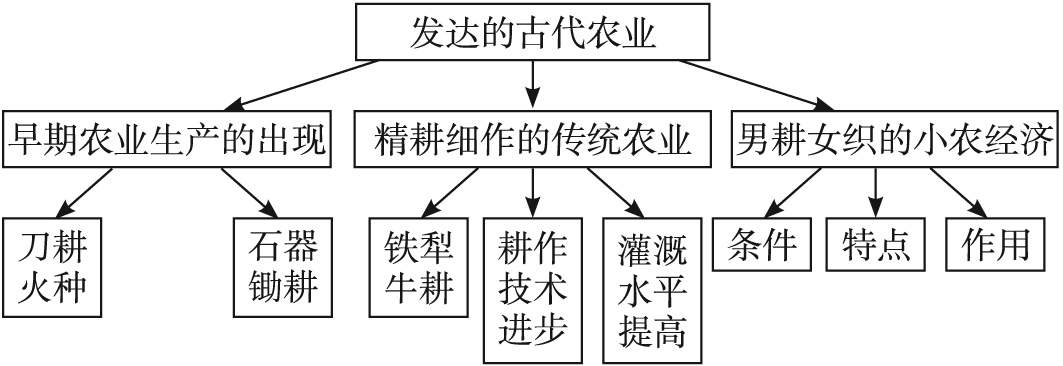 发达的古代农业
早期农业生产的出现
精耕细作的传统农业
男耕女织的小农经济
刀耕
火种
石器
锄耕
铁犁
牛耕
耕作
技术
进步
灌溉
水平
提高
条件
特点
作用